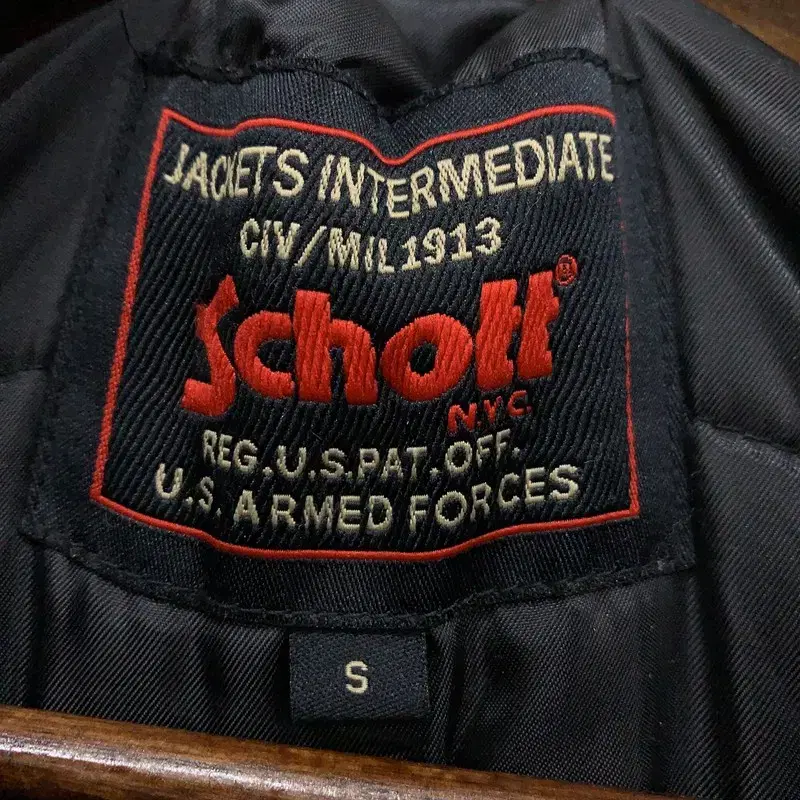 JACKETS INTERMEDIATE
CIV/MIL1913
Schott®
N.Y.C.
REG.U.S.PAT.OFF.
U.S.ARMED FORCES
S